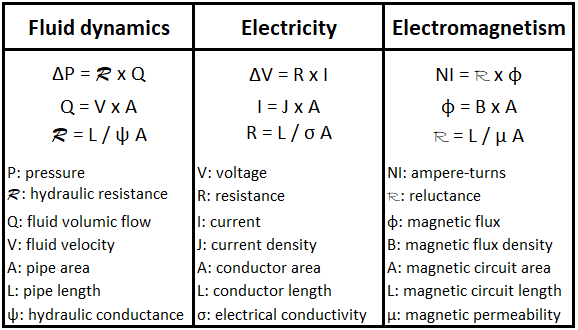 Fluid dynamics
ΔP = 𝓡 x Q
Q = V x A
𝓡 = L / ψ A
P: pressure
𝓡: hydraulic resistance
Q: fluid volumic flow
V: fluid velocity
A: pipe area
L: pipe length
ψ: hydraulic conductance
Electricity
ΔV = R x I
I = J x A
R = L / σ A
V: voltage
R: resistance
I: current
J: current density
A: conductor area
L: conductor length
σ: electrical conductivity
Electromagnetism
NI = ℛ x ϕ
ϕ = B x A
ℛ = L / μ A
NI: ampere-turns
ℛ: reluctance
ϕ: magnetic flux
B: magnetic flux density
A: magnetic circuit area
L: magnetic circuit length
μ: magnetic permeability